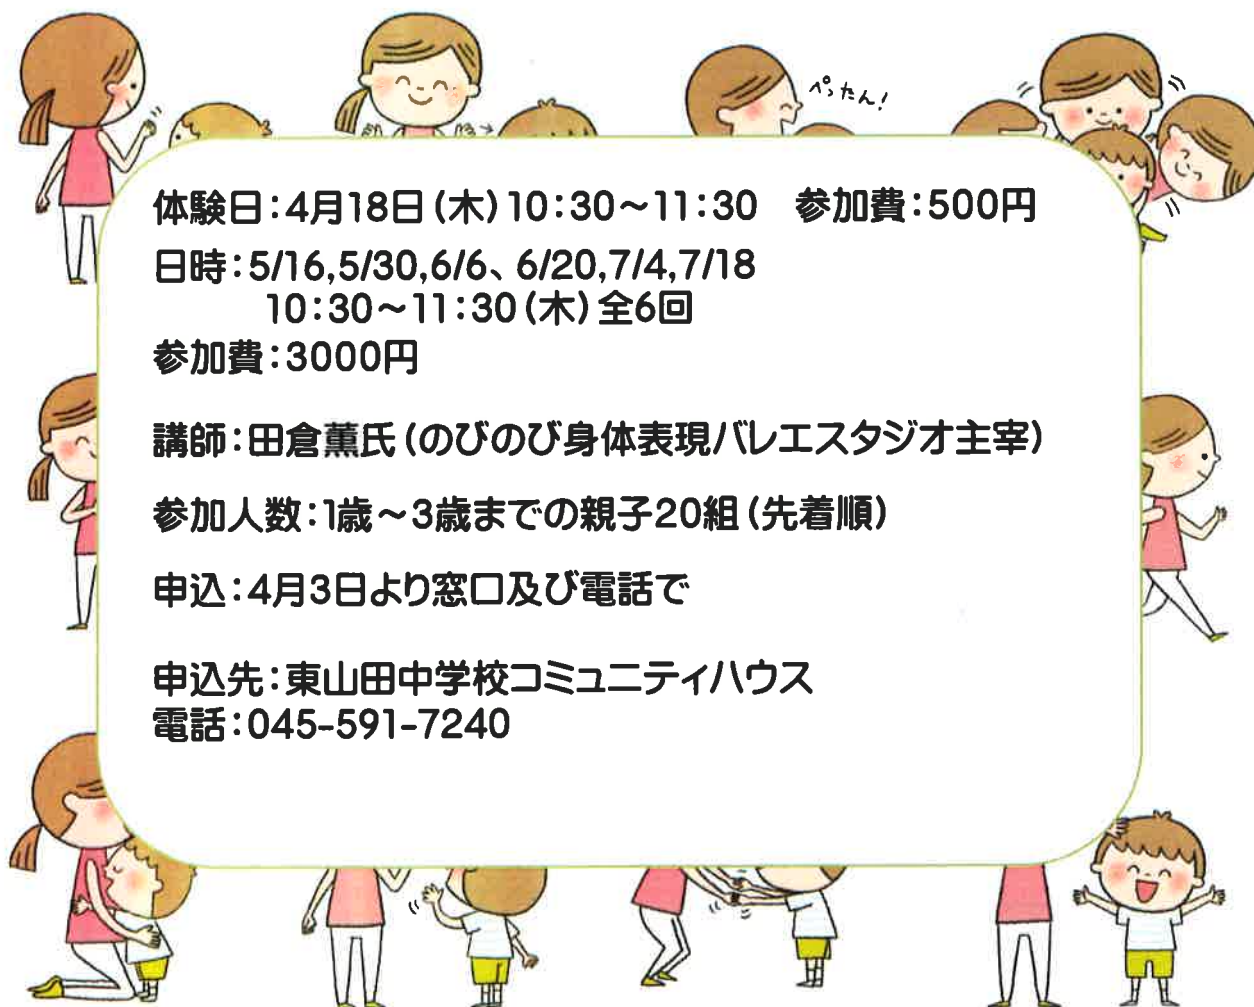 ぺったん!
体験日：4月18日（木）10：30～11：30　参加費：500円
日時：5/16,5/30,6/6、6/20,7/4,7/18
10：30～11：30（木）全6回
参加費：3000円
講師：田倉薫氏（のびのび身体表現バレエスタジオ主宰）
参加人数：1歳～3歳までの親子20組（先着順）
申込：4月3日より窓口及び電話で
申込先：東山田中学校コミュニティハウス
電話：045-591-7240